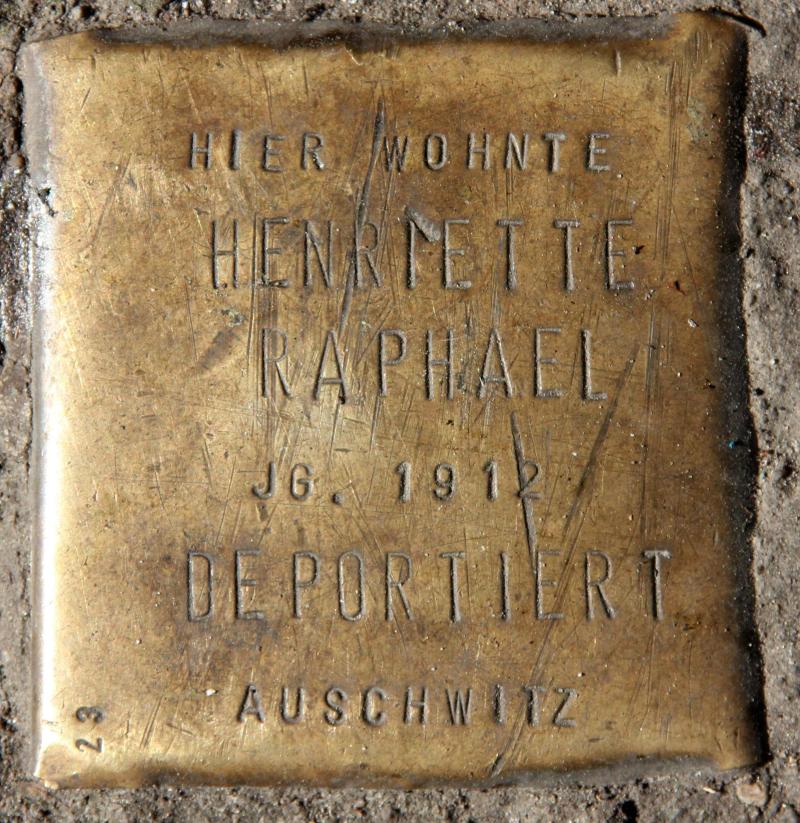 HIER WOHNTE
HENRIETTE
RAPHAEL
JG. 1912
DEPORTIERT
AUSCHWITZ
23